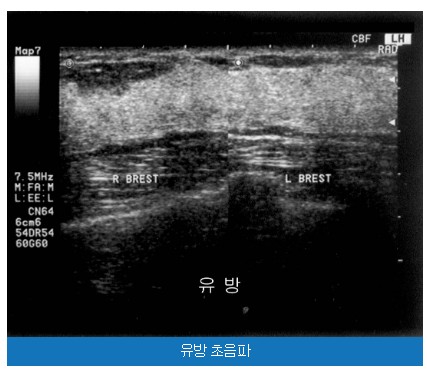 CBF LH
Map7
RAD
7.5MHz
R BREST
L BREST
M:FA:M
L:EE:L
CN64
6cm6
54DR54
60G60
유 방
유방 초음파